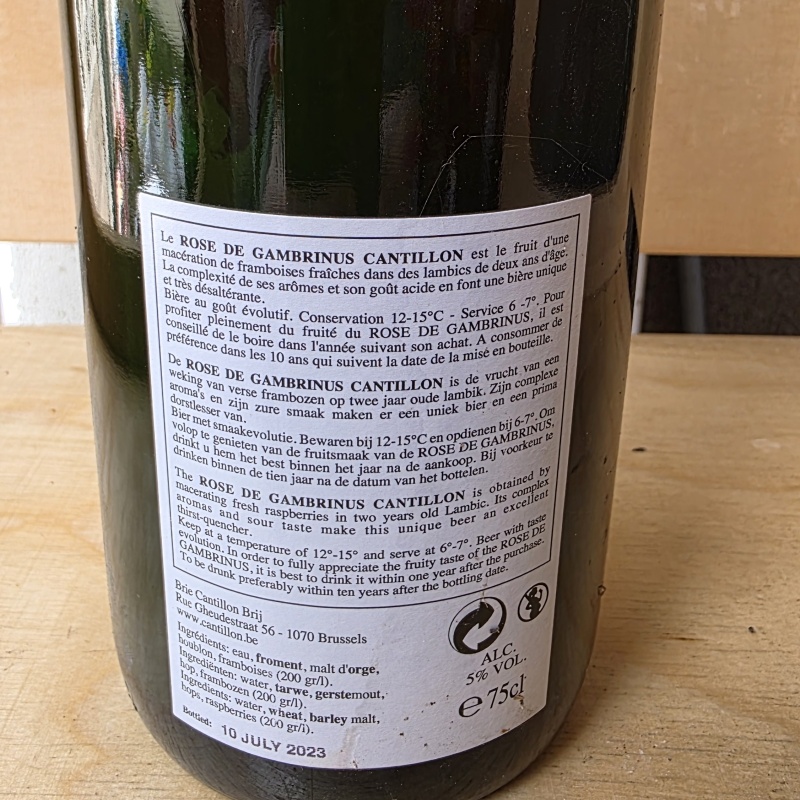 Le ROSE DE GAMBRINUS CANTILLON est le fruit d'une
macération de framboises fraîches dans des lambics de deux ans d'âge.
La complexité de ses arômes et son goût acide en font une bière unique
et très désaltérante.
Bière au goût évolutif. Conservation 12-15°C - Service 6 -7°. Pour
profiter pleinement du fruité du ROSE DE GAMBRINUS, il est
conseillé de le boire dans l'année suivant son achat. A consommer de
préférence dans les 10 ans qui suivent la date de la mise en bouteille.
De ROSE DE GAMBRINUS CANTILLON is de vrucht van een
weking van verse frambozen op twee jaar oude lambik. Zijn complexe
aroma's en zijn zure smaak maken er een uniek bier en een prima
dorstlesser van.
Bier met smaakevolutie. Bewaren bij 12-15°C en opdienen bij 6-7°. Om
volop te genieten van de fruitsmaak van de ROSE DE GAMBRINUS,
drinkt u hem het best binnen het jaar na de aankoop. Bij voorkeur te
drinken binnen de tien jaar na de datum van het bottelen.
The ROSE DE GAMBRINUS CANTILLON is obtained by
macerating fresh raspberries in two years old Lambic. Its complex
aromas and sour taste make this unique beer an excellent
thirst-quencher.
Keep at a temperature of 12°-15° and serve at 6°-7°. Beer with taste
evolution. In order to fully appreciate the fruity taste of the ROSE DE
GAMBRINUS, it is best to drink it within one year after the purchase.
To be drunk preferably within ten years after the bottling date.
Brie Cantillon Brij
Rue Gheudestraat 56 - 1070 Brussels
www.cantillon.be
Ingrédients: eau, froment, malt d'orge,
houblon, framboises (200 gr/l).
Ingrediënten: water, tarwe, gerstemout,
hop, frambozen (200 gr/l).
Ingredients: water, wheat, barley malt,
hops, raspberries (200 gr/l).
Bottled: 10 JULY 2023
ALC.
5% VOL.
e 75cl